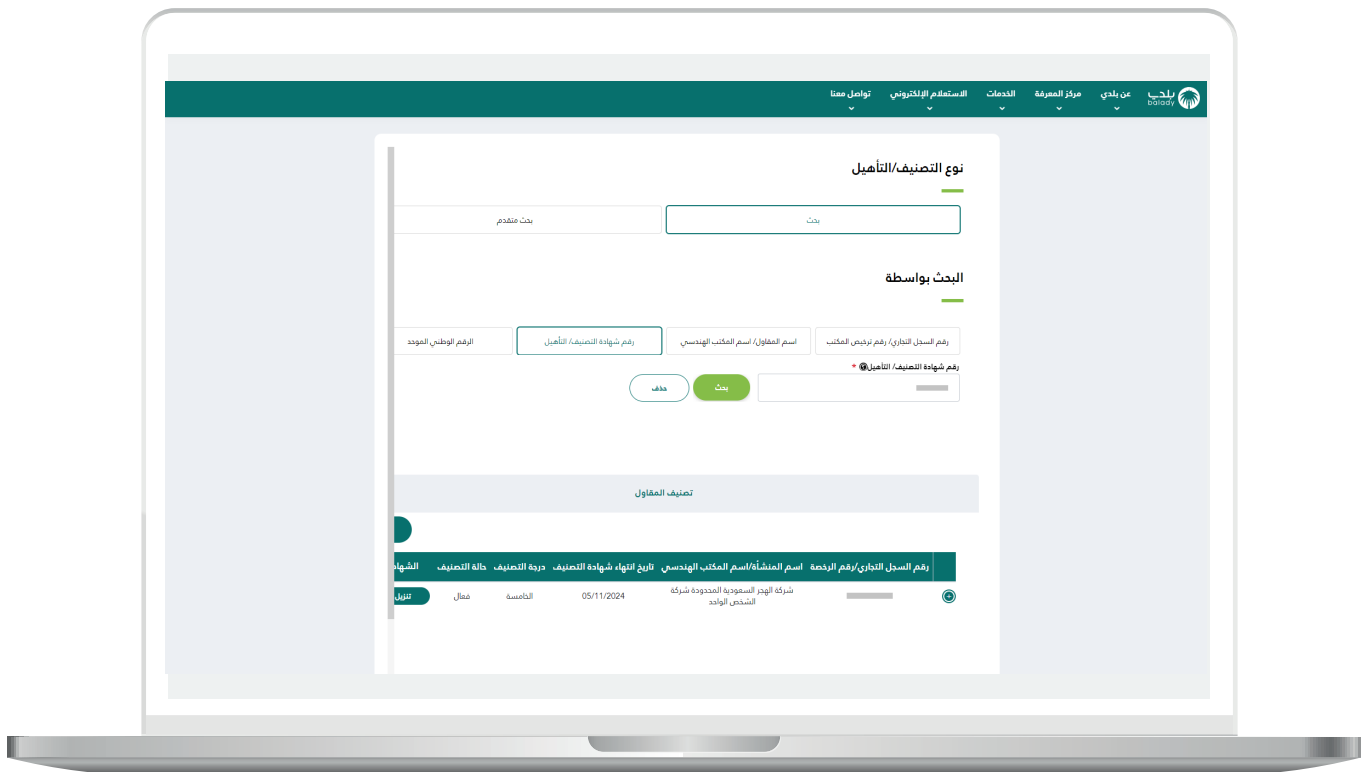 بلدي
balady
عن بلدي
مركز المعرفة
الخدمات
الاستعلام الإلكتروني
تواصل معنا
نوع التصنيف/التأهيل
بحث
بحث متقدم
البحث بواسطة
رقم السجل التجاري/ رقم ترخيص المكتب
اسم المقاول/ اسم المكتب الهندسي
رقم شهادة التصنيف/ التأهيل
الرقم الوطني الموحد
رقم شهادة التصنيف/ التأهيل *
بحث
حذف
تصنيف المقاول
رقم السجل التجاري/رقم الرخصة
اسم المنشأة/اسم المكتب الهندسي
تاريخ انتهاء شهادة التصنيف
درجة التصنيف
حالة التصنيف
شركة الهجر السعودية المحدودة شركة
الشخص الواحد
05/11/2024
الخامسة
فعال
تنزيل